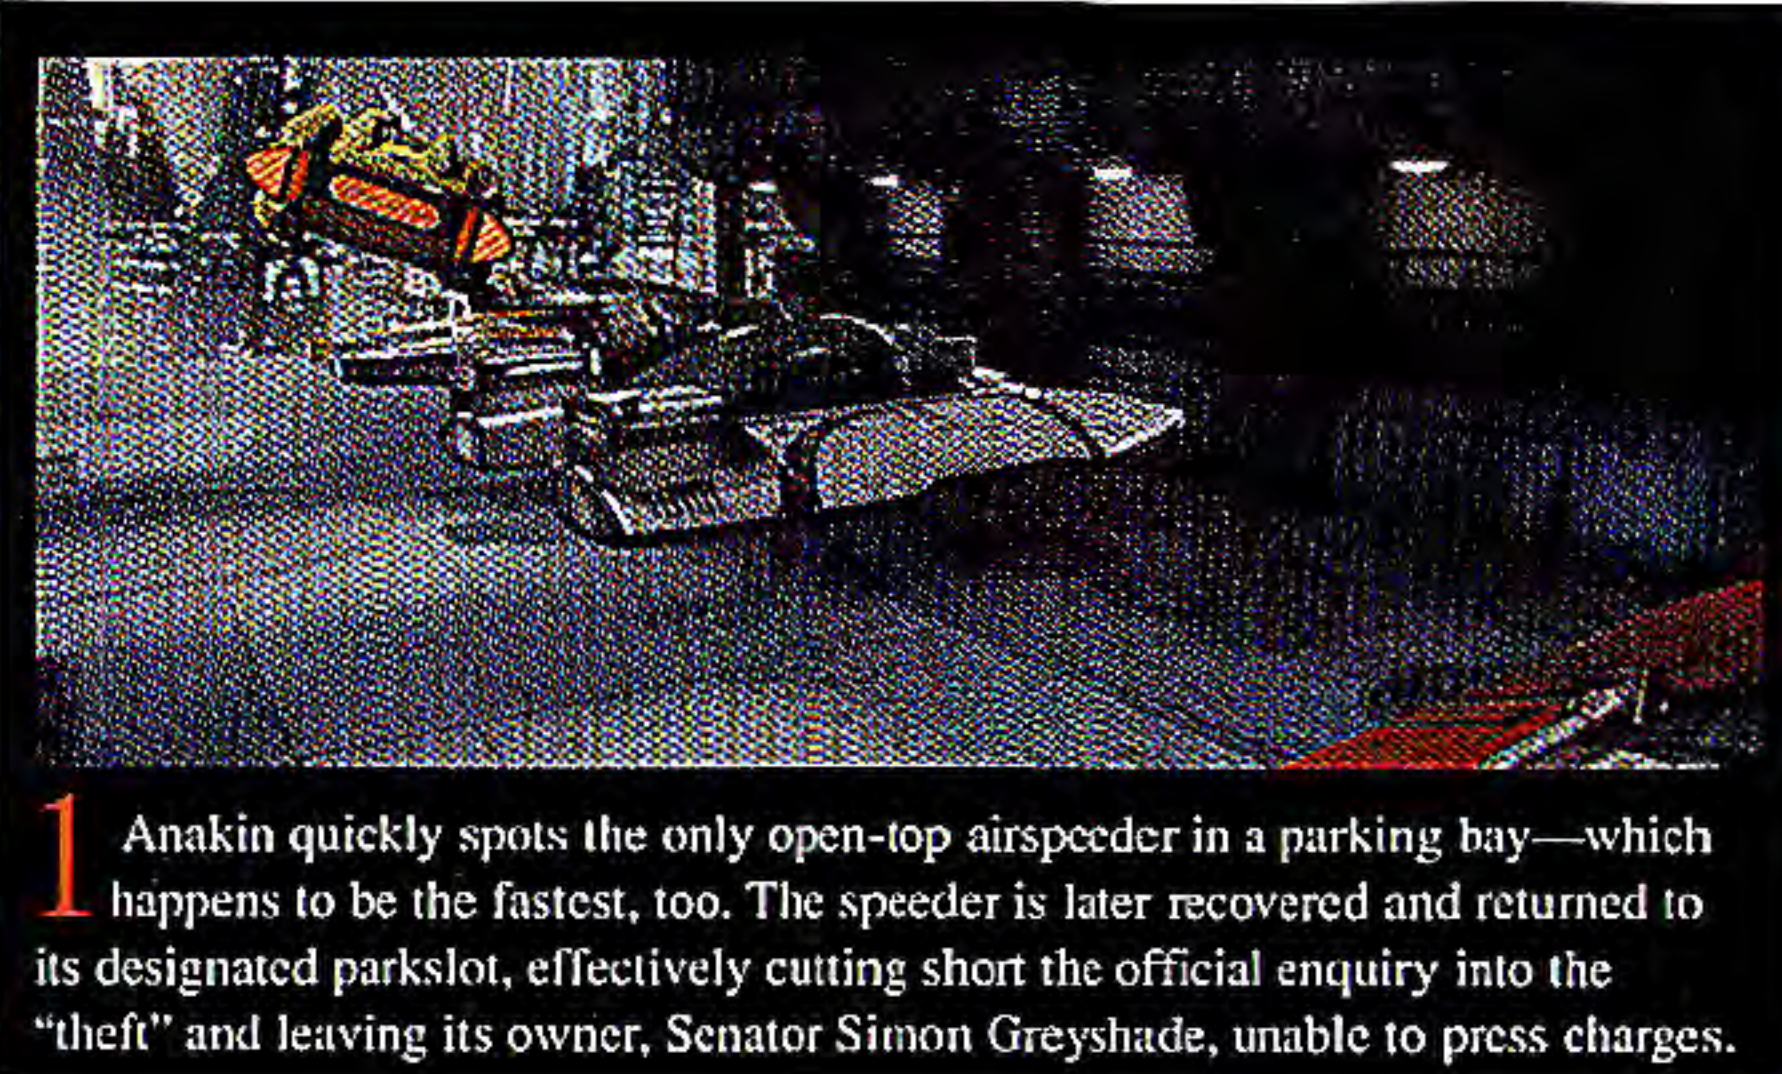 1 Anakin quickly spots the only open-top airspeeder in a parking bay—which
happens to be the fastest, too. The speeder is later recovered and returned to
its designated parkslot, effectively cutting short the official enquiry into the
“theft” and leaving its owner, Senator Simon Greyshade, unable to press charges.